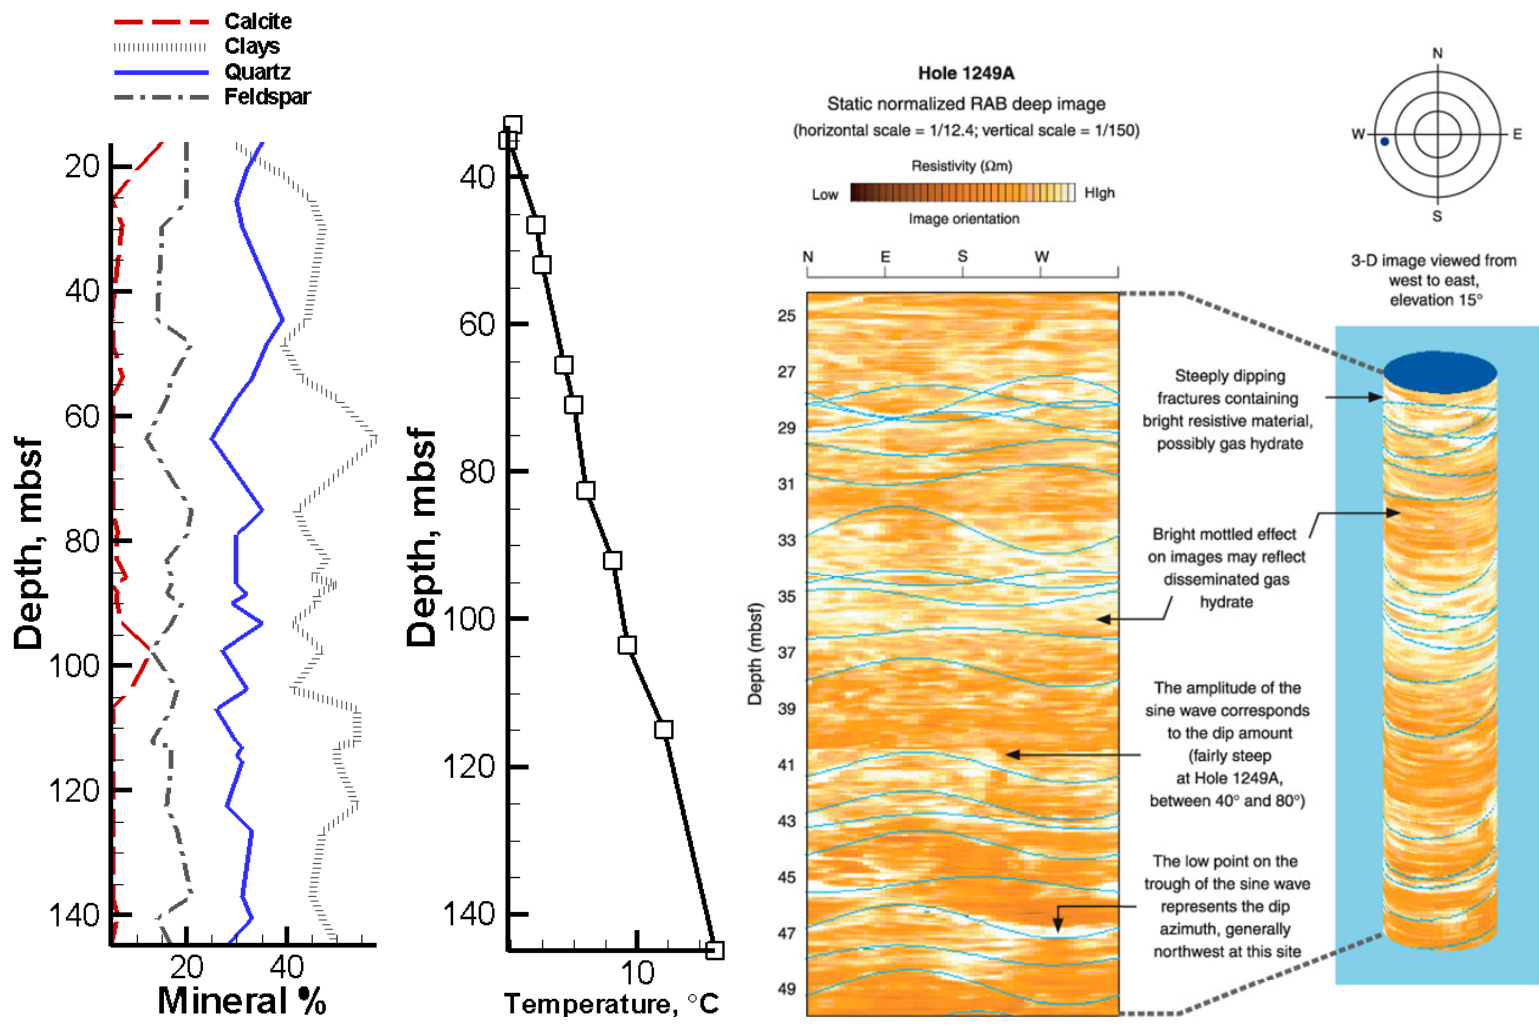 Calcite
Clays
Quartz
Feldspar
20
40
60
80
100
120
140
Depth, mbsf
20 40
Mineral %
40
60
80
100
120
140
Depth, mbsf
10
Temperature, °C
Hole 1249A
Static normalized RAB deep image
(horizontal scale = 1/12.4; vertical scale = 1/150)
Resistivity (Ωm)
Low HIgh
Image orientation
N E S W
25
27
29
31
33
35
37
39
41
43
45
47
49
Depth (mbsf)
N
W E
S
3-D image viewed from
west to east,
elevation 15°
Steeply dipping
fractures containing
bright resistive material,
possibly gas hydrate
Bright mottled effect
on images may reflect
disseminated gas
hydrate
The amplitude of the
sine wave corresponds
to the dip amount
(fairly steep
at Hole 1249A,
between 40° and 80°)
The low point on the
trough of the sine wave
represents the dip
azimuth, generally
northwest at this site